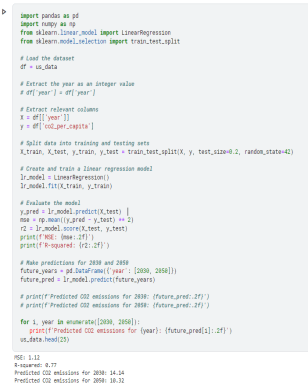 import pandas as pd
import numpy as np
from sklearn.linear_model import LinearRegression
from sklearn.model_selection import train_test_split
# Load the dataset
df = us_data
# Extract the year as an integer value
# df['year'] = df['year']
# Extract relevant columns
X = df[['year']]
y = df['co2_per_capita']
# Split data into training and testing sets
X_train, X_test, y_train, y_test = train_test_split(X, y, test_size=0.2, random_state=42)
# Create and train a linear regression model
lr_model = LinearRegression()
lr_model.fit(X_train, y_train)
# Evaluate the model
y_pred = lr_model.predict(X_test)
mse = np.mean((y_pred - y_test) ** 2)
r2 = lr_model.score(X_test, y_test)
print(f'MSE: {mse:.2f}')
print(f'R-squared: {r2:.2f}')
# Make predictions for 2030 and 2050
future_years = pd.DataFrame({'year': [2030, 2050]})
future_pred = lr_model.predict(future_years)
# print(f'Predicted CO2 emissions for 2030: {future_pred:.2f}')
# print(f'Predicted CO2 emissions for 2050: {future_pred:.2f}')
for i, year in enumerate([2030, 2050]):
print(f'Predicted CO2 emissions for {year}: {future_pred[i]:.2f}')
us_data.head(25)
MSE: 1.12
R-squared: 0.77
Predicted CO2 emissions for 2030: 14.14
Predicted CO2 emissions for 2050: 10.32